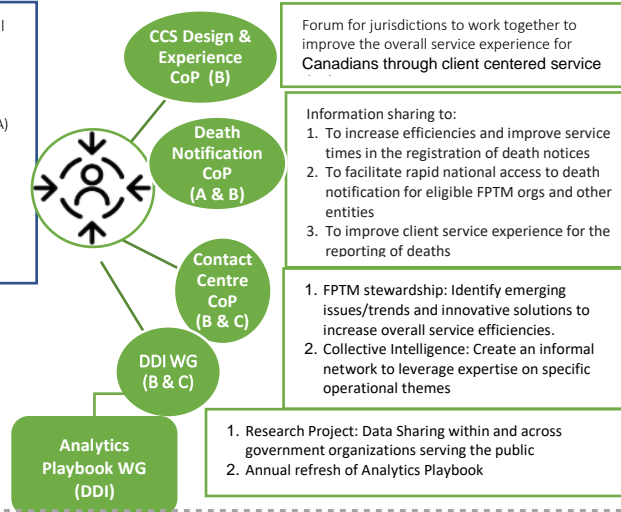 l
A)
CCS Design &
Experience
CoP (B)
Forum for jurisdictions to work together to
improve the overall service experience for
Canadians through client centered service
Death
Notification
CoP
(A & B)
Information sharing to:
1. To increase efficiencies and improve service
times in the registration of death notices
2. To facilitate rapid national access to death
notification for eligible FPTM orgs and other
entities
3. To improve client service experience for the
reporting of deaths
Contact
Centre
CoP
(B & C)
1. FPTM stewardship: Identify emerging
issues/trends and innovative solutions to
increase overall service efficiencies.
2. Collective Intelligence: Create an informal
network to leverage expertise on specific
operational themes
DDI WG
(B & C)
Analytics
Playbook WG
(DDI)
1. Research Project: Data Sharing within and across
government organizations serving the public
2. Annual refresh of Analytics Playbook